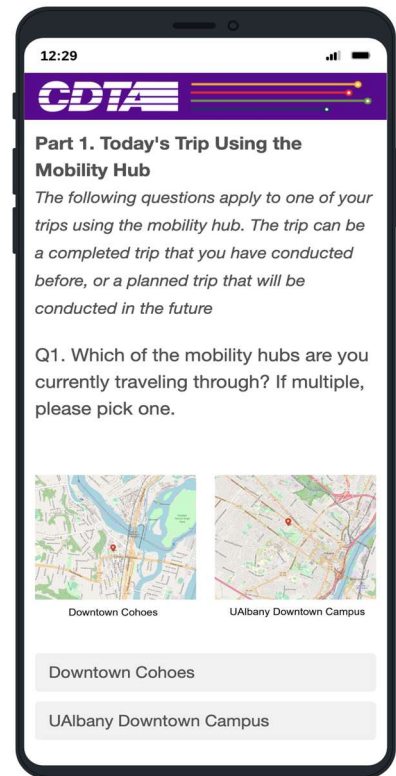 12:29
CDTA
Part 1. Today's Trip Using the
Mobility Hub
The following questions apply to one of your
trips using the mobility hub. The trip can be
a completed trip that you have conducted
before, or a planned trip that will be
conducted in the future
Q1. Which of the mobility hubs are you
currently traveling through? If multiple,
please pick one.
Downtown Cohoes
UAlbany Downtown Campus
Downtown Cohoes
UAlbany Downtown Campus